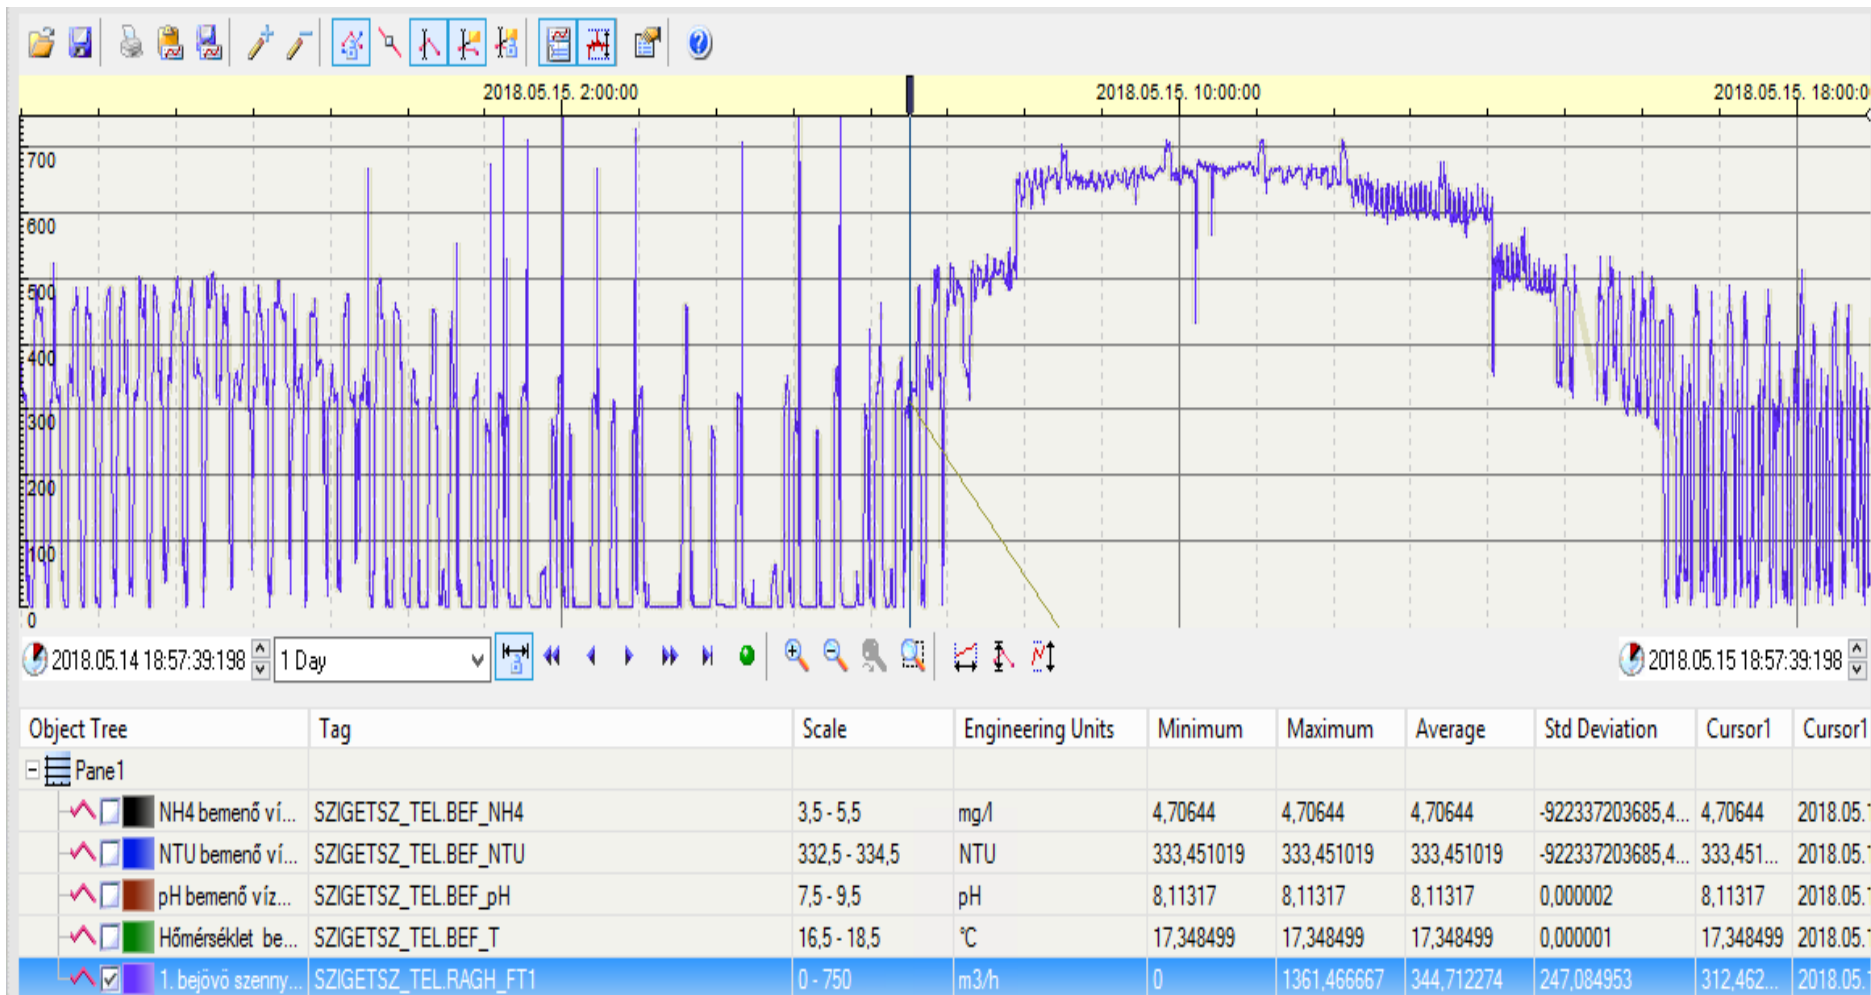 2018.05.15. 2:00:00 2018.05.15. 10:00:00 2018.05.15. 18:00:0
700
600
500
400
300
200
100
0
2018.05.14 18:57:39:198 1 Day 2018.05.15 18:57:39:198
Object Tree Tag Scale Engineering Units Minimum Maximum Average Std Deviation Cursor1 Cursor1
Pane1
NH4 bemenő ví... SZIGETSZ_TEL.BEF_NH4 3,5 - 5,5 mg/l 4,70644 4,70644 4,70644 -922337203685,4... 4,70644 2018.05.
NTU bemenő ví... SZIGETSZ_TEL.BEF_NTU 332,5 - 334,5 NTU 333,451019 333,451019 333,451019 -922337203685,4... 333,451... 2018.05.
pH bemenő víz... SZIGETSZ_TEL.BEF_pH 7,5 - 9,5 pH 8,11317 8,11317 8,11317 0,000002 8,11317 2018.05.
Hőmérséklet be... SZIGETSZ_TEL.BEF_T 16,5 - 18,5 °C 17,348499 17,348499 17,348499 0,000001 17,348499 2018.05.
1. bejövö szenny... SZIGETSZ_TEL.RAGH_FT1 0 - 750 m3/h 0 1361,466667 344,712274 247,084953 312,462... 2018.05.